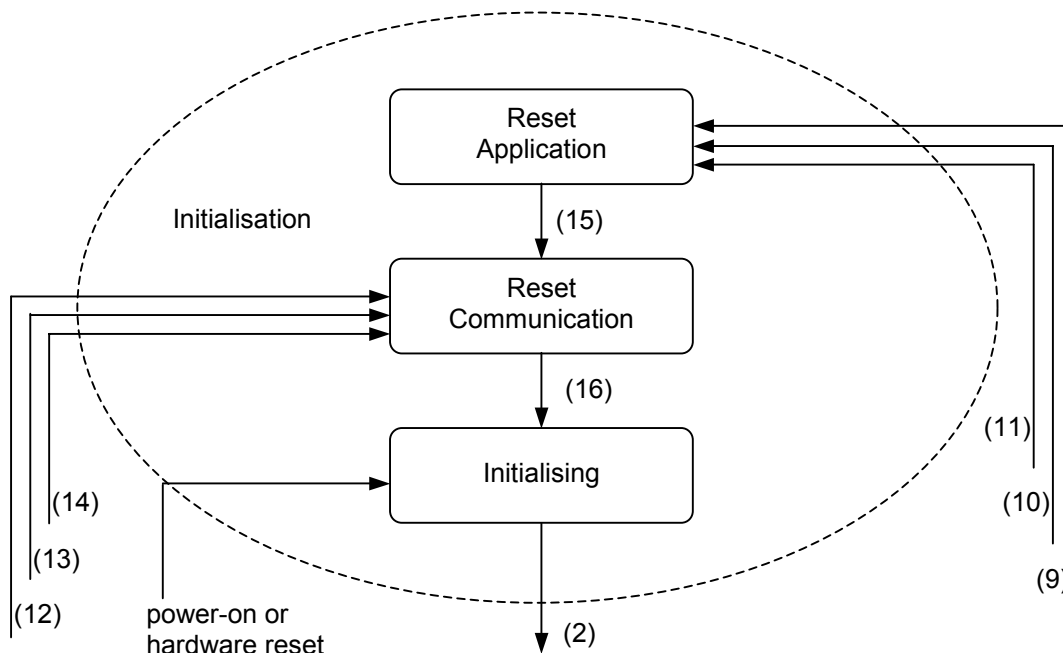 Reset
Application
Initialisation
(15)
Reset
Communication
(16)
(11)
Initialising
(14)
(10)
(13)
(9)
(12)
power-on or
hardware reset
(2)